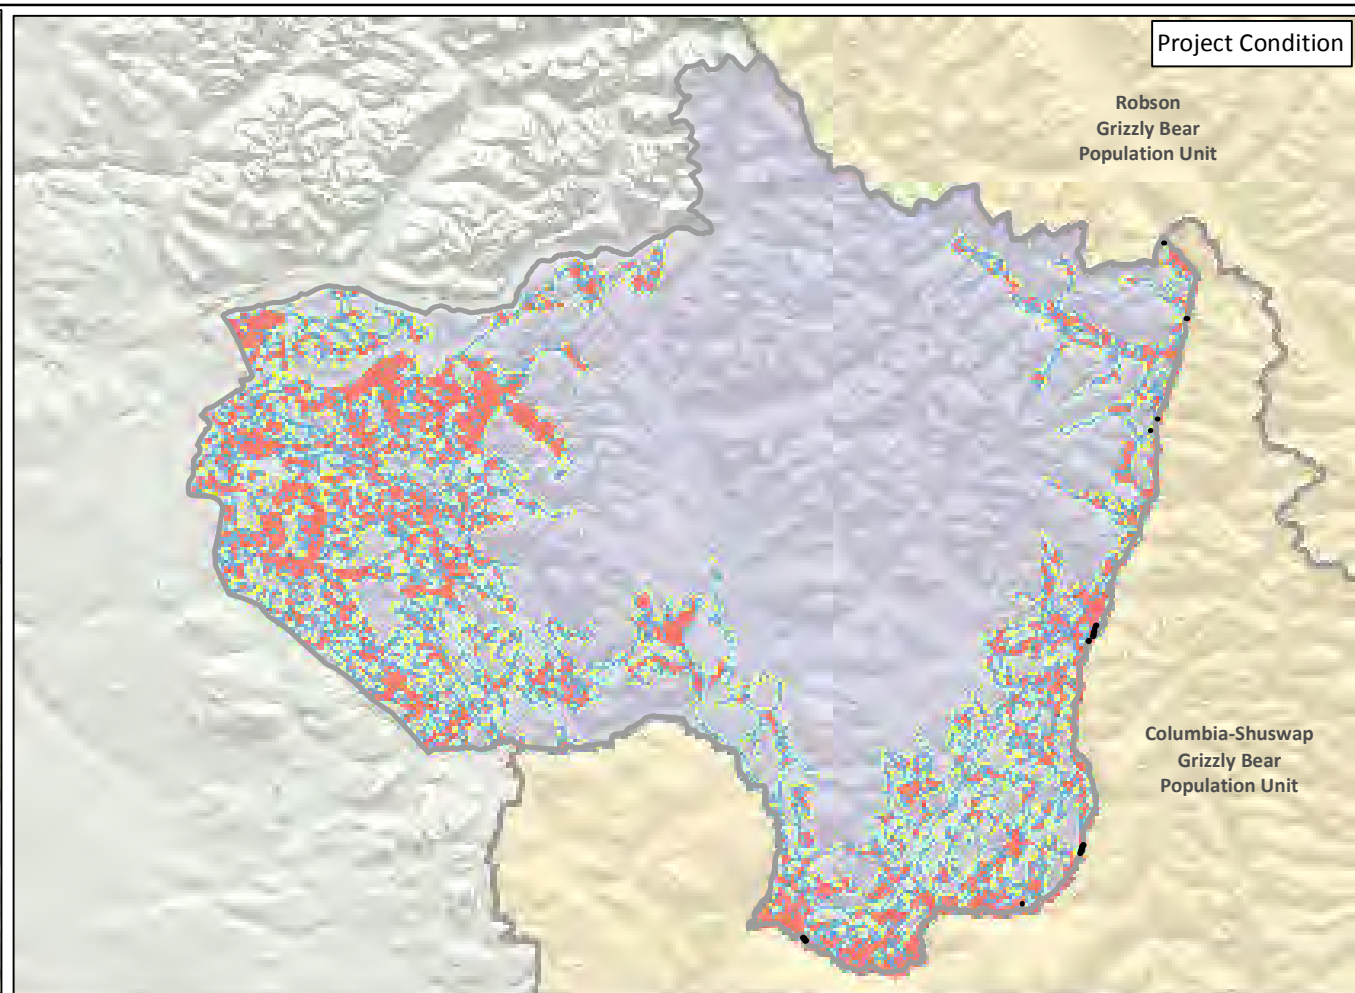 Project Condition
Robson
Grizzly Bear
Population Unit
Columbia-Shuswap
Grizzly Bear
Population Unit